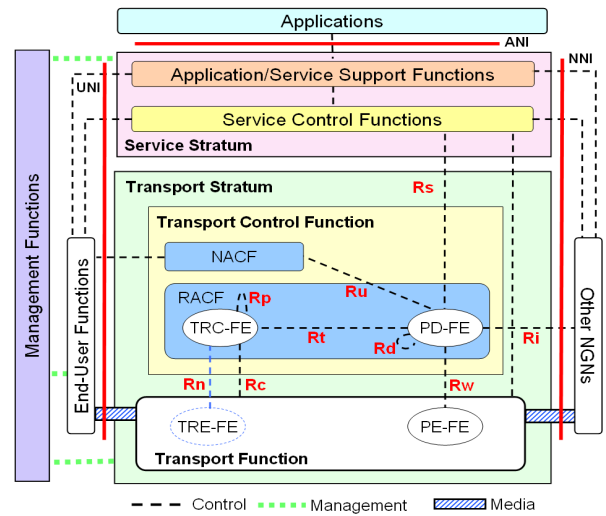 Applications
ANI
NNI
UNI
Application/Service Support Functions
Service Control Functions
Service Stratum
Management Functions
End-User Functions
Other NGNs
Transport Stratum
Rs
Transport Control Function
NACF
Ru
RACF
Rp
TRC-FE
Rt
PD-FE
Rd
Ri
Rn
Rc
Rw
TRE-FE
PE-FE
Transport Function
Control
Management
Media